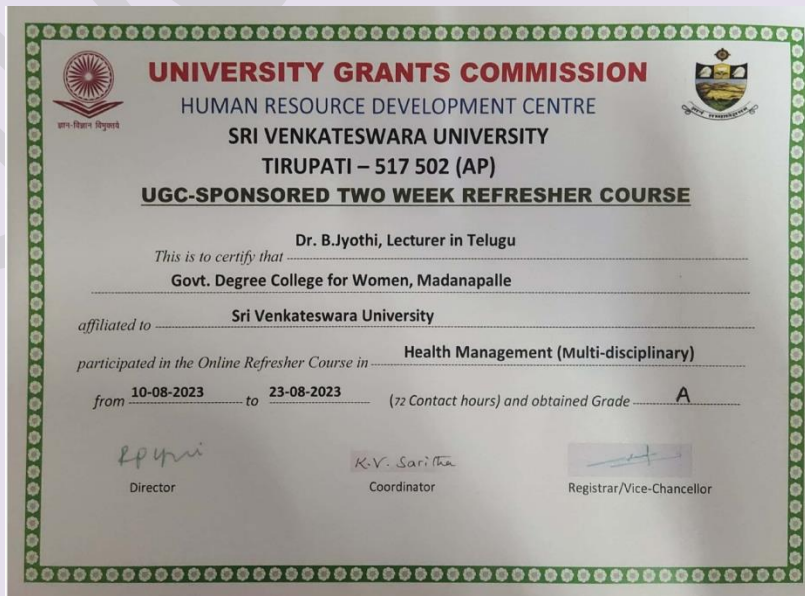 UNIVERSITY GRANTS COMMISSION
HUMAN RESOURCE DEVELOPMENT CENTRE
ज्ञान-विज्ञान विमुक्तये
SRI VENKATESWARA UNIVERSITY
TIRUPATI – 517 502 (AP)
UGC-SPONSORED TWO WEEK REFRESHER COURSE
This is to certify that Dr. B.Jyothi, Lecturer in Telugu
Govt. Degree College for Women, Madanapalle
affiliated to Sri Venkateswara University
participated in the Online Refresher Course in Health Management (Multi-disciplinary)
from 10-08-2023 to 23-08-2023 (72 Contact hours) and obtained Grade A
K.V. Saritha
Director Coordinator Registrar/Vice-Chancellor